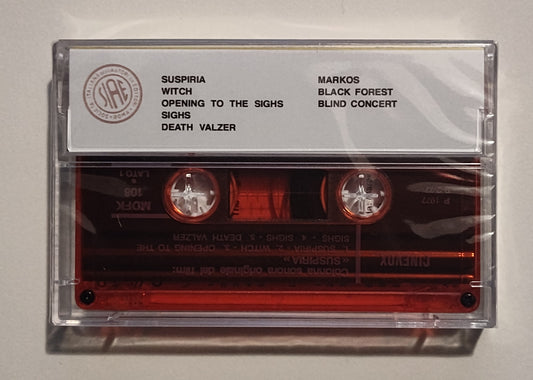 SUSPIRIA
WITCH
OPENING TO THE SIGHS
SIGHS
DEATH VALZER
MARKOS
BLACK FOREST
BLIND CONCERT
SIAE
MDFK
108
LATO 1
P 1977
CINEVOX
Colonna sonora originale del film:
« SUSPIRIA »
1. SUSPIRIA - 2. WITCH - 3. OPENING TO THE
SIGHS - 4. SIGHS - 5. DEATH VALZER